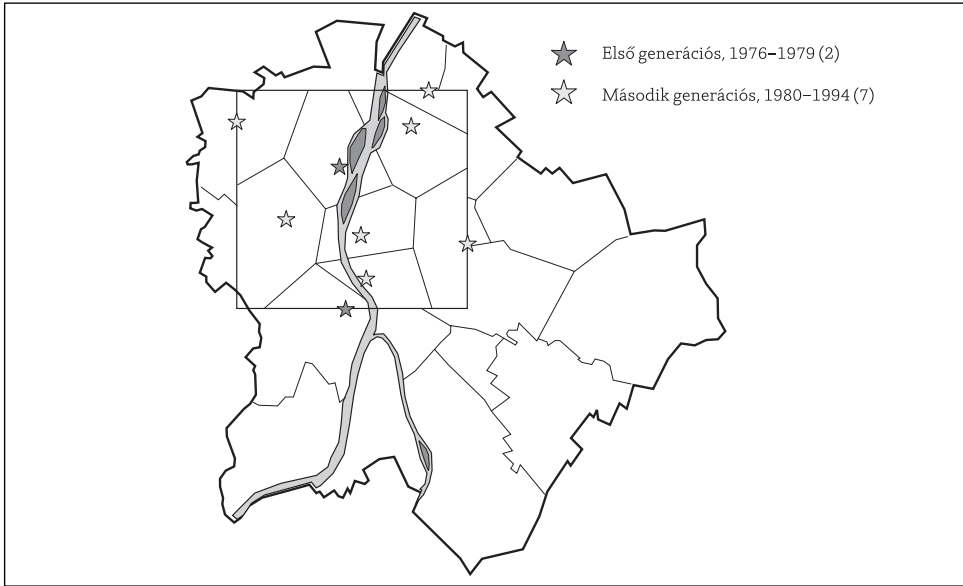 Első generációs, 1976–1979 (2)
Második generációs, 1980–1994 (7)